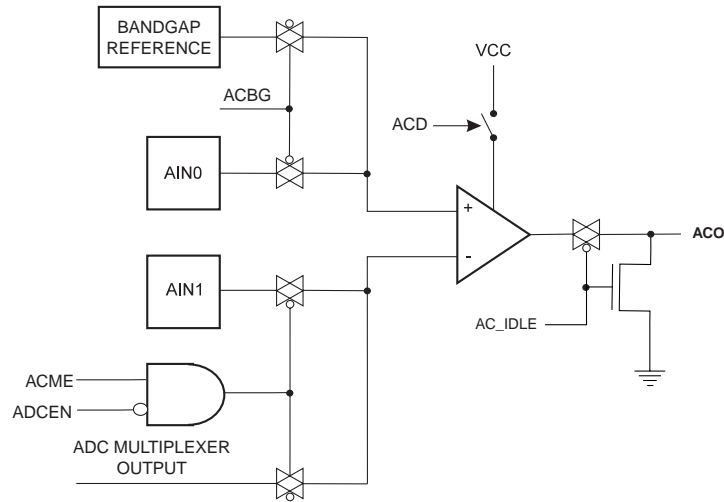 BANDGAP
REFERENCE
VCC
ACBG
ACD
AIN0
+
ACO
-
AIN1
AC_IDLE
ACME
ADCEN
ADC MULTIPLEXER
OUTPUT